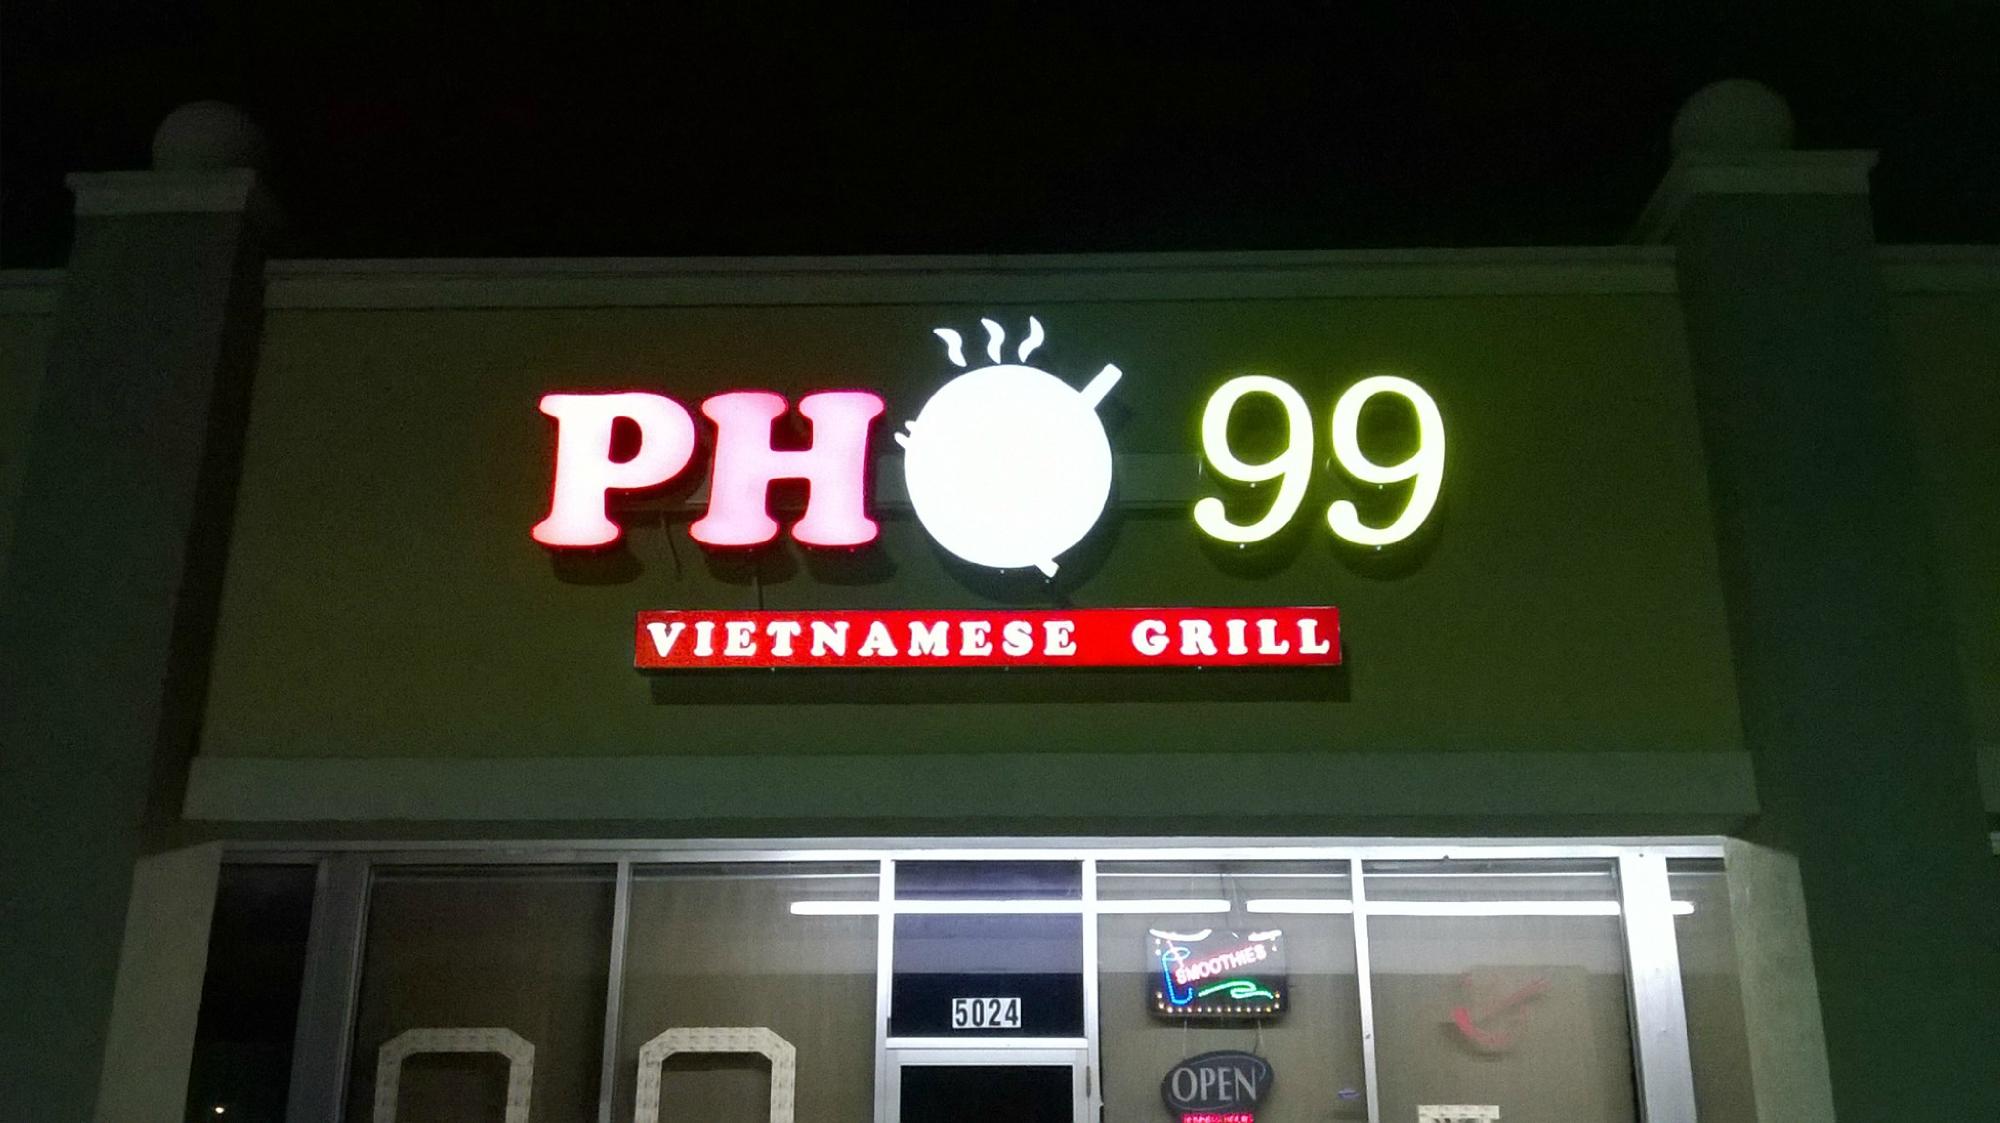 PHO 99
VIETNAMESE GRILL
SMOOTHIES
5024
OPEN